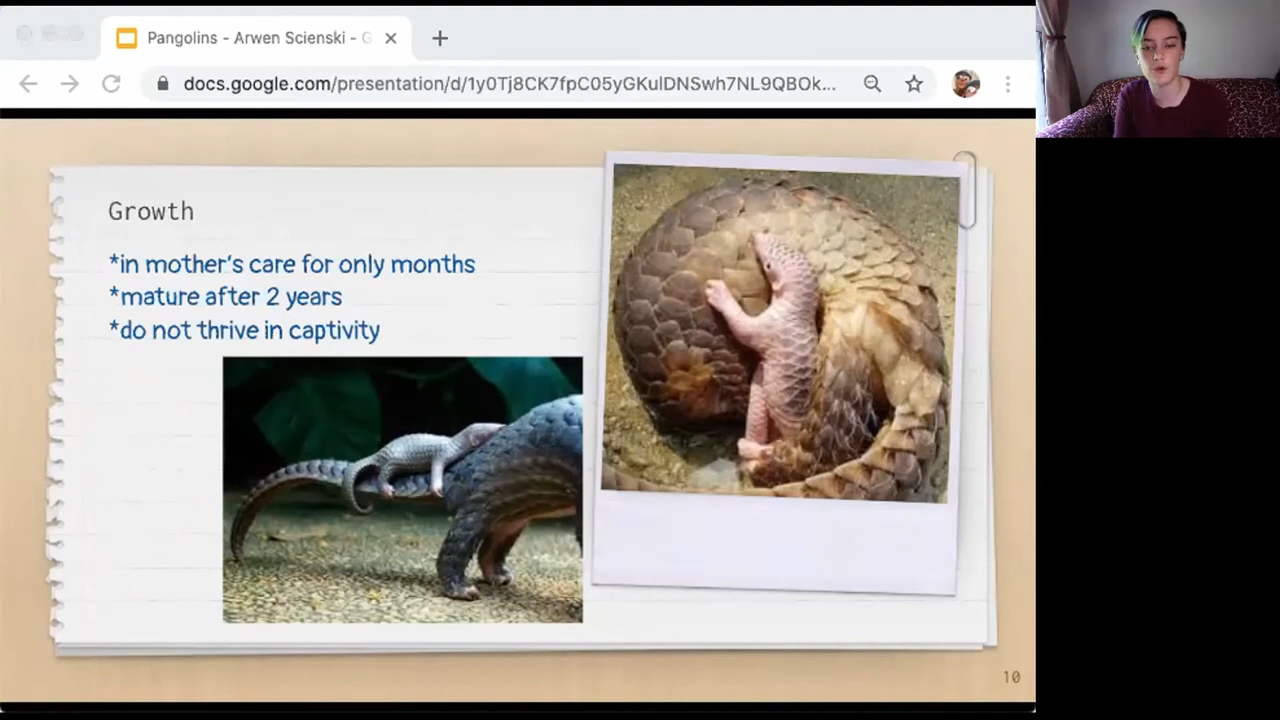 Pangolins - Arwen Scienski - G
docs.google.com/presentation/d/1y0Tj8CK7fpC05yGKulDNSwh7NL9QBOk...
Growth
*in mother's care for only months
*mature after 2 years
*do not thrive in captivity
10